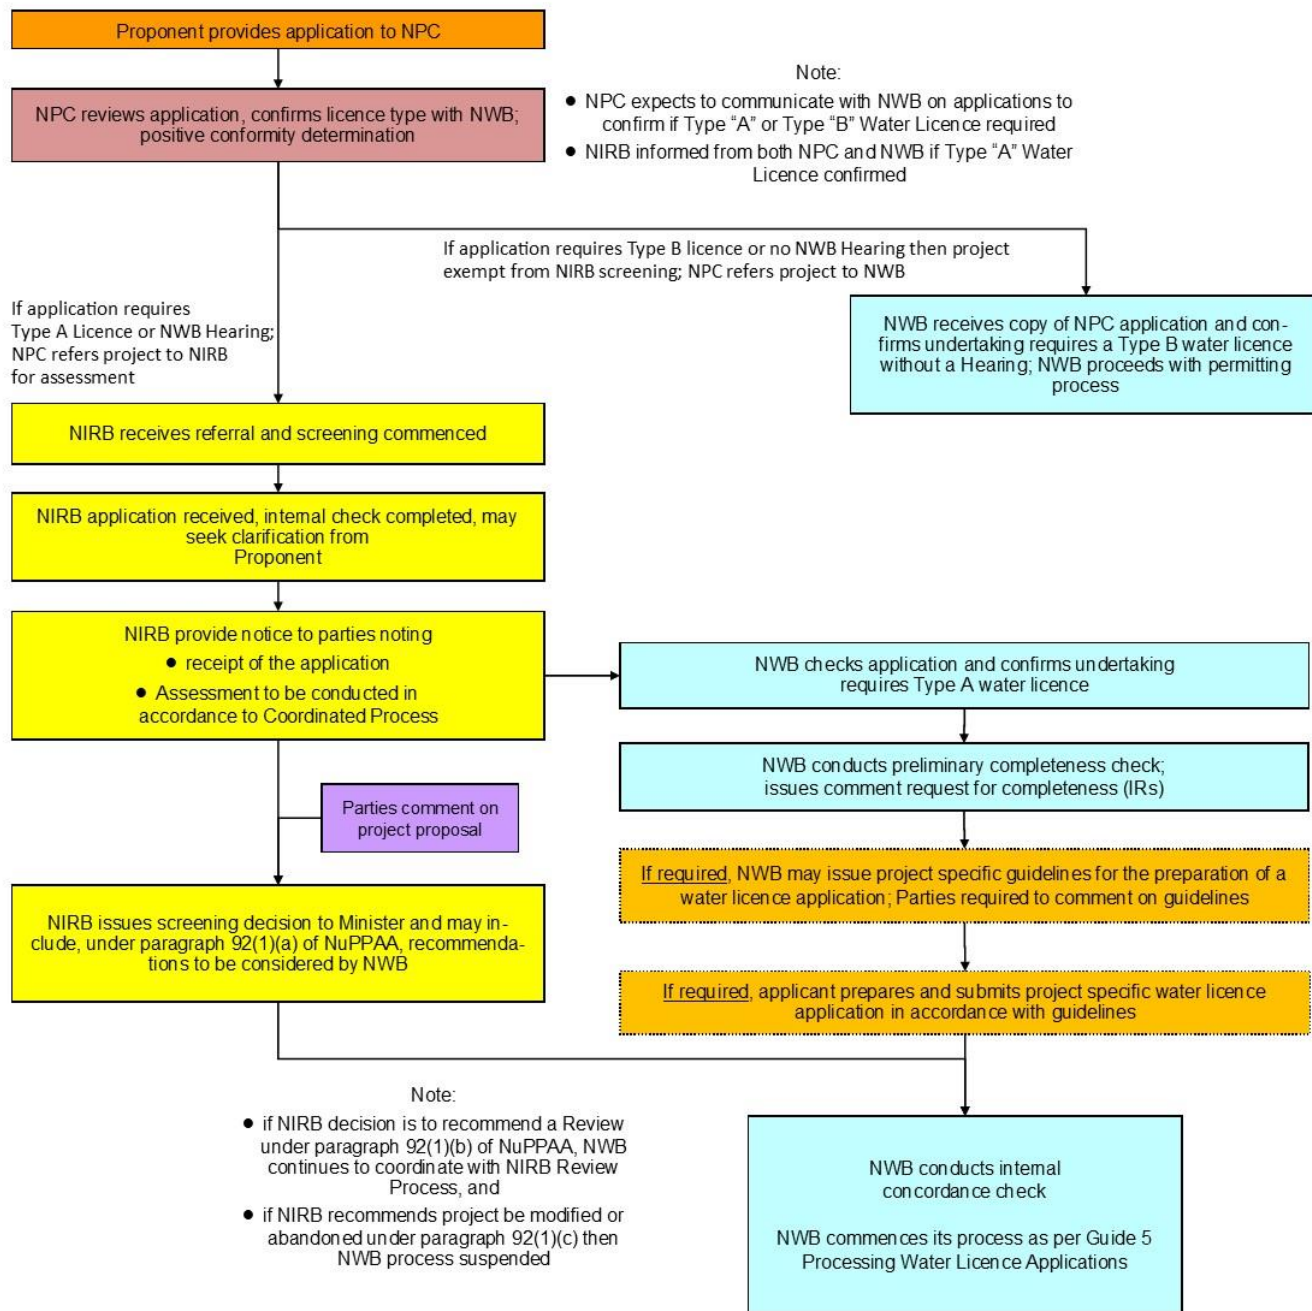 Proponent provides application to NPC
NPC reviews application, confirms licence type with NWB;
positive conformity determination
Note:
● NPC expects to communicate with NWB on applications to
confirm if Type “A” or Type “B” Water Licence required
● NIRB informed from both NPC and NWB if Type “A” Water
Licence confirmed
If application requires Type B licence or no NWB Hearing then project
exempt from NIRB screening; NPC refers project to NWB
If application requires
Type A Licence or NWB Hearing;
NPC refers project to NIRB
for assessment
NWB receives copy of NPC application and con-
firms undertaking requires a Type B water licence
without a Hearing; NWB proceeds with permitting
process
NIRB receives referral and screening commenced
NIRB application received, internal check completed, may
seek clarification from
Proponent
NIRB provide notice to parties noting
● receipt of the application
● Assessment to be conducted in
accordance to Coordinated Process
NWB checks application and confirms undertaking
requires Type A water licence
NWB conducts preliminary completeness check;
issues comment request for completeness (IRs)
Parties comment on
project proposal
If required, NWB may issue project specific guidelines for the preparation of a
water licence application; Parties required to comment on guidelines
NIRB issues screening decision to Minister and may in-
clude, under paragraph 92(1)(a) of NuPPAA, recommenda-
tions to be considered by NWB
If required, applicant prepares and submits project specific water licence
application in accordance with guidelines
Note:
● if NIRB decision is to recommend a Review
under paragraph 92(1)(b) of NuPPAA, NWB
continues to coordinate with NIRB Review
Process, and
● if NIRB recommends project be modified or
abandoned under paragraph 92(1)(c) then
NWB process suspended
NWB conducts internal
concordance check
NWB commences its process as per Guide 5
Processing Water Licence Applications